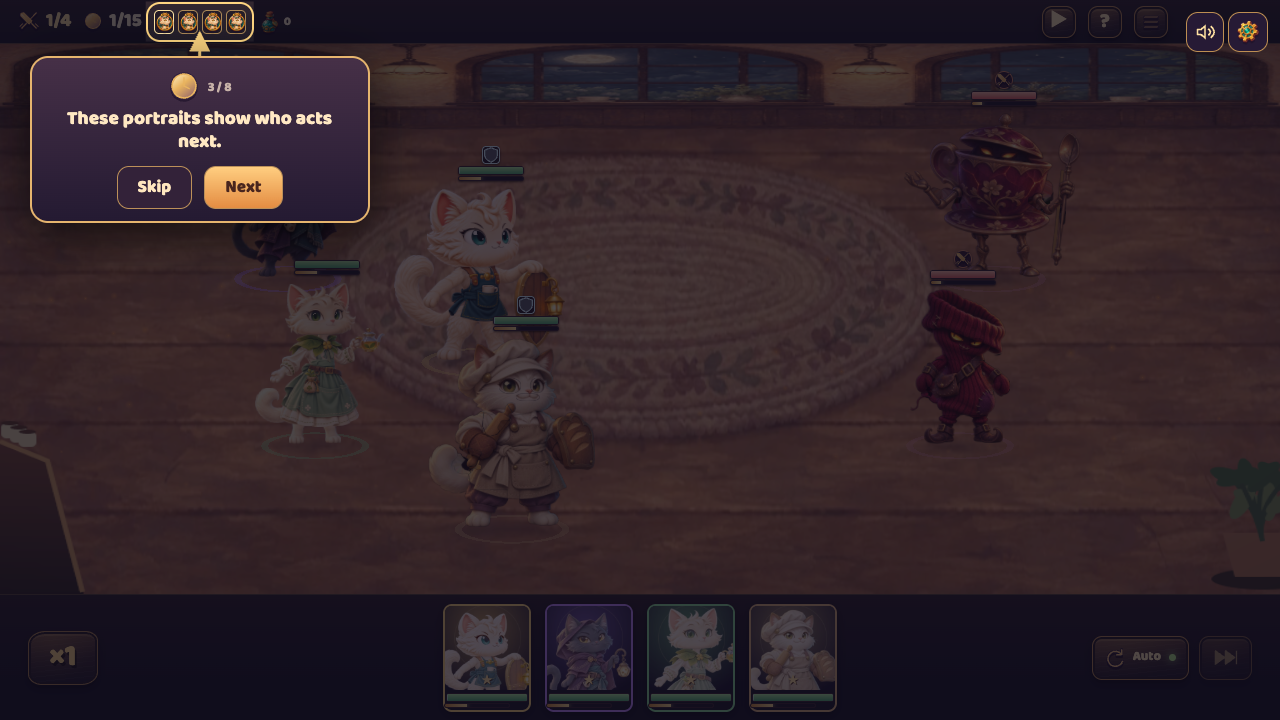 1/4
1/15
0
?
3/8
These portraits show who acts
next.
Skip
Next
×1
Auto